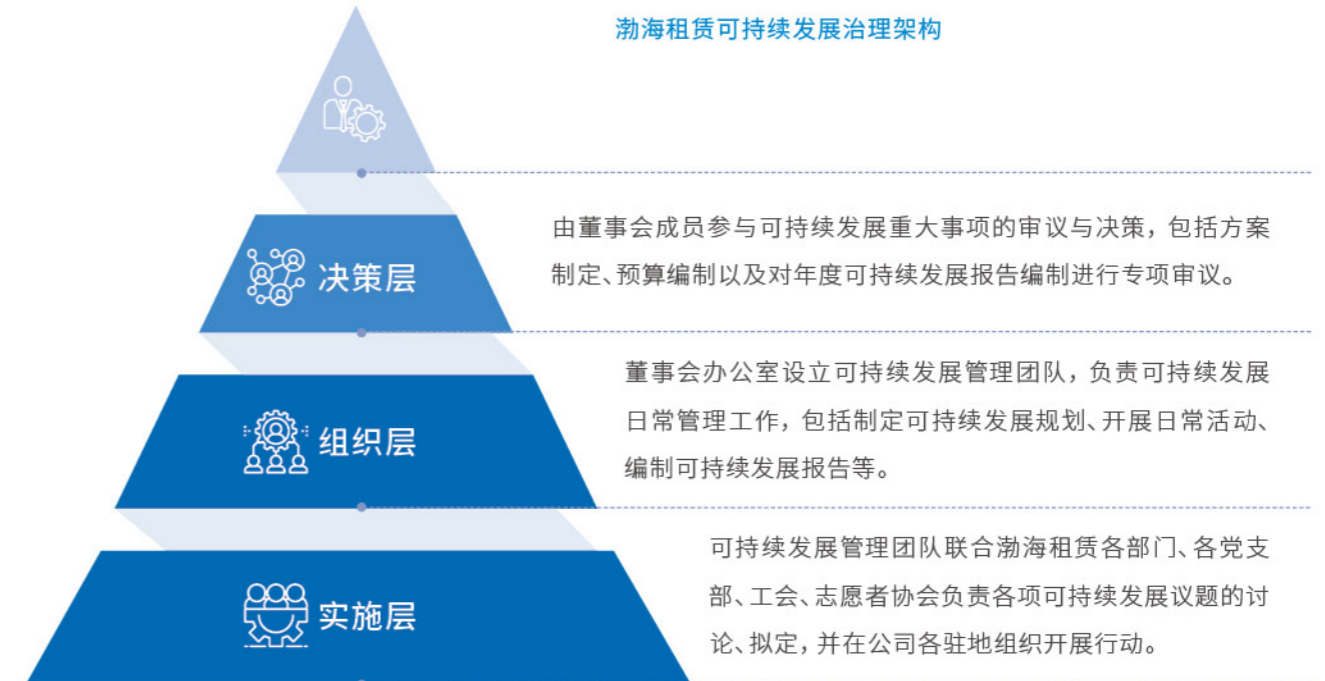 渤海租赁可持续发展治理架构
决策层
由董事会成员参与可持续发展重大事项的审议与决策，包括方案
制定、预算编制以及对年度可持续发展报告编制进行专项审议。
组织层
董事会办公室设立可持续发展管理团队，负责可持续发展
日常管理工作，包括制定可持续发展规划、开展日常活动、
编制可持续发展报告等。
实施层
可持续发展管理团队联合渤海租赁各部门、各党支
部、工会、志愿者协会负责各项可持续发展议题的讨
论、拟定，并在公司各驻地组织开展行动。